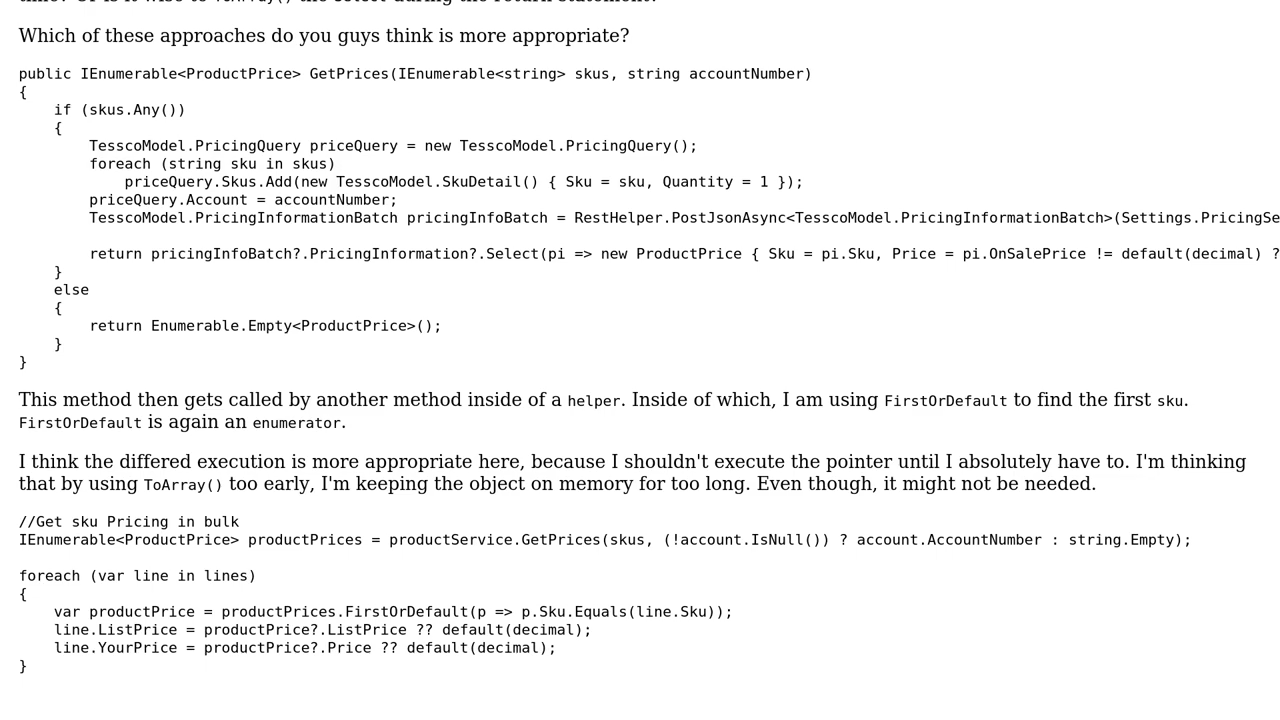 Which of these approaches do you guys think is more appropriate?
public IEnumerable<ProductPrice> GetPrices(IEnumerable<string> skus, string accountNumber)
{
    if (skus.Any())
    {
        TesscoModel.PricingQuery priceQuery = new TesscoModel.PricingQuery();
        foreach (string sku in skus)
            priceQuery.Skus.Add(new TesscoModel.SkuDetail() { Sku = sku, Quantity = 1 });
        priceQuery.Account = accountNumber;
        TesscoModel.PricingInformationBatch pricingInfoBatch = RestHelper.PostJsonAsync<TesscoModel.PricingInformationBatch>(Settings.PricingSe
        return pricingInfoBatch?.PricingInformation?.Select(pi => new ProductPrice { Sku = pi.Sku, Price = pi.OnSalePrice != default(decimal) ?
    }
    else
    {
        return Enumerable.Empty<ProductPrice>();
    }
}
This method then gets called by another method inside of a helper. Inside of which, I am using FirstOrDefault to find the first sku.
FirstOrDefault is again an enumerator.
I think the differed execution is more appropriate here, because I shouldn't execute the pointer until I absolutely have to. I'm thinking
that by using ToArray() too early, I'm keeping the object on memory for too long. Even though, it might not be needed.
//Get sku Pricing in bulk
IEnumerable<ProductPrice> productPrices = productService.GetPrices(skus, (!account.IsNull()) ? account.AccountNumber : string.Empty);
foreach (var line in lines)
{
    var productPrice = productPrices.FirstOrDefault(p => p.Sku.Equals(line.Sku));
    line.ListPrice = productPrice?.ListPrice ?? default(decimal);
    line.YourPrice = productPrice?.Price ?? default(decimal);
}